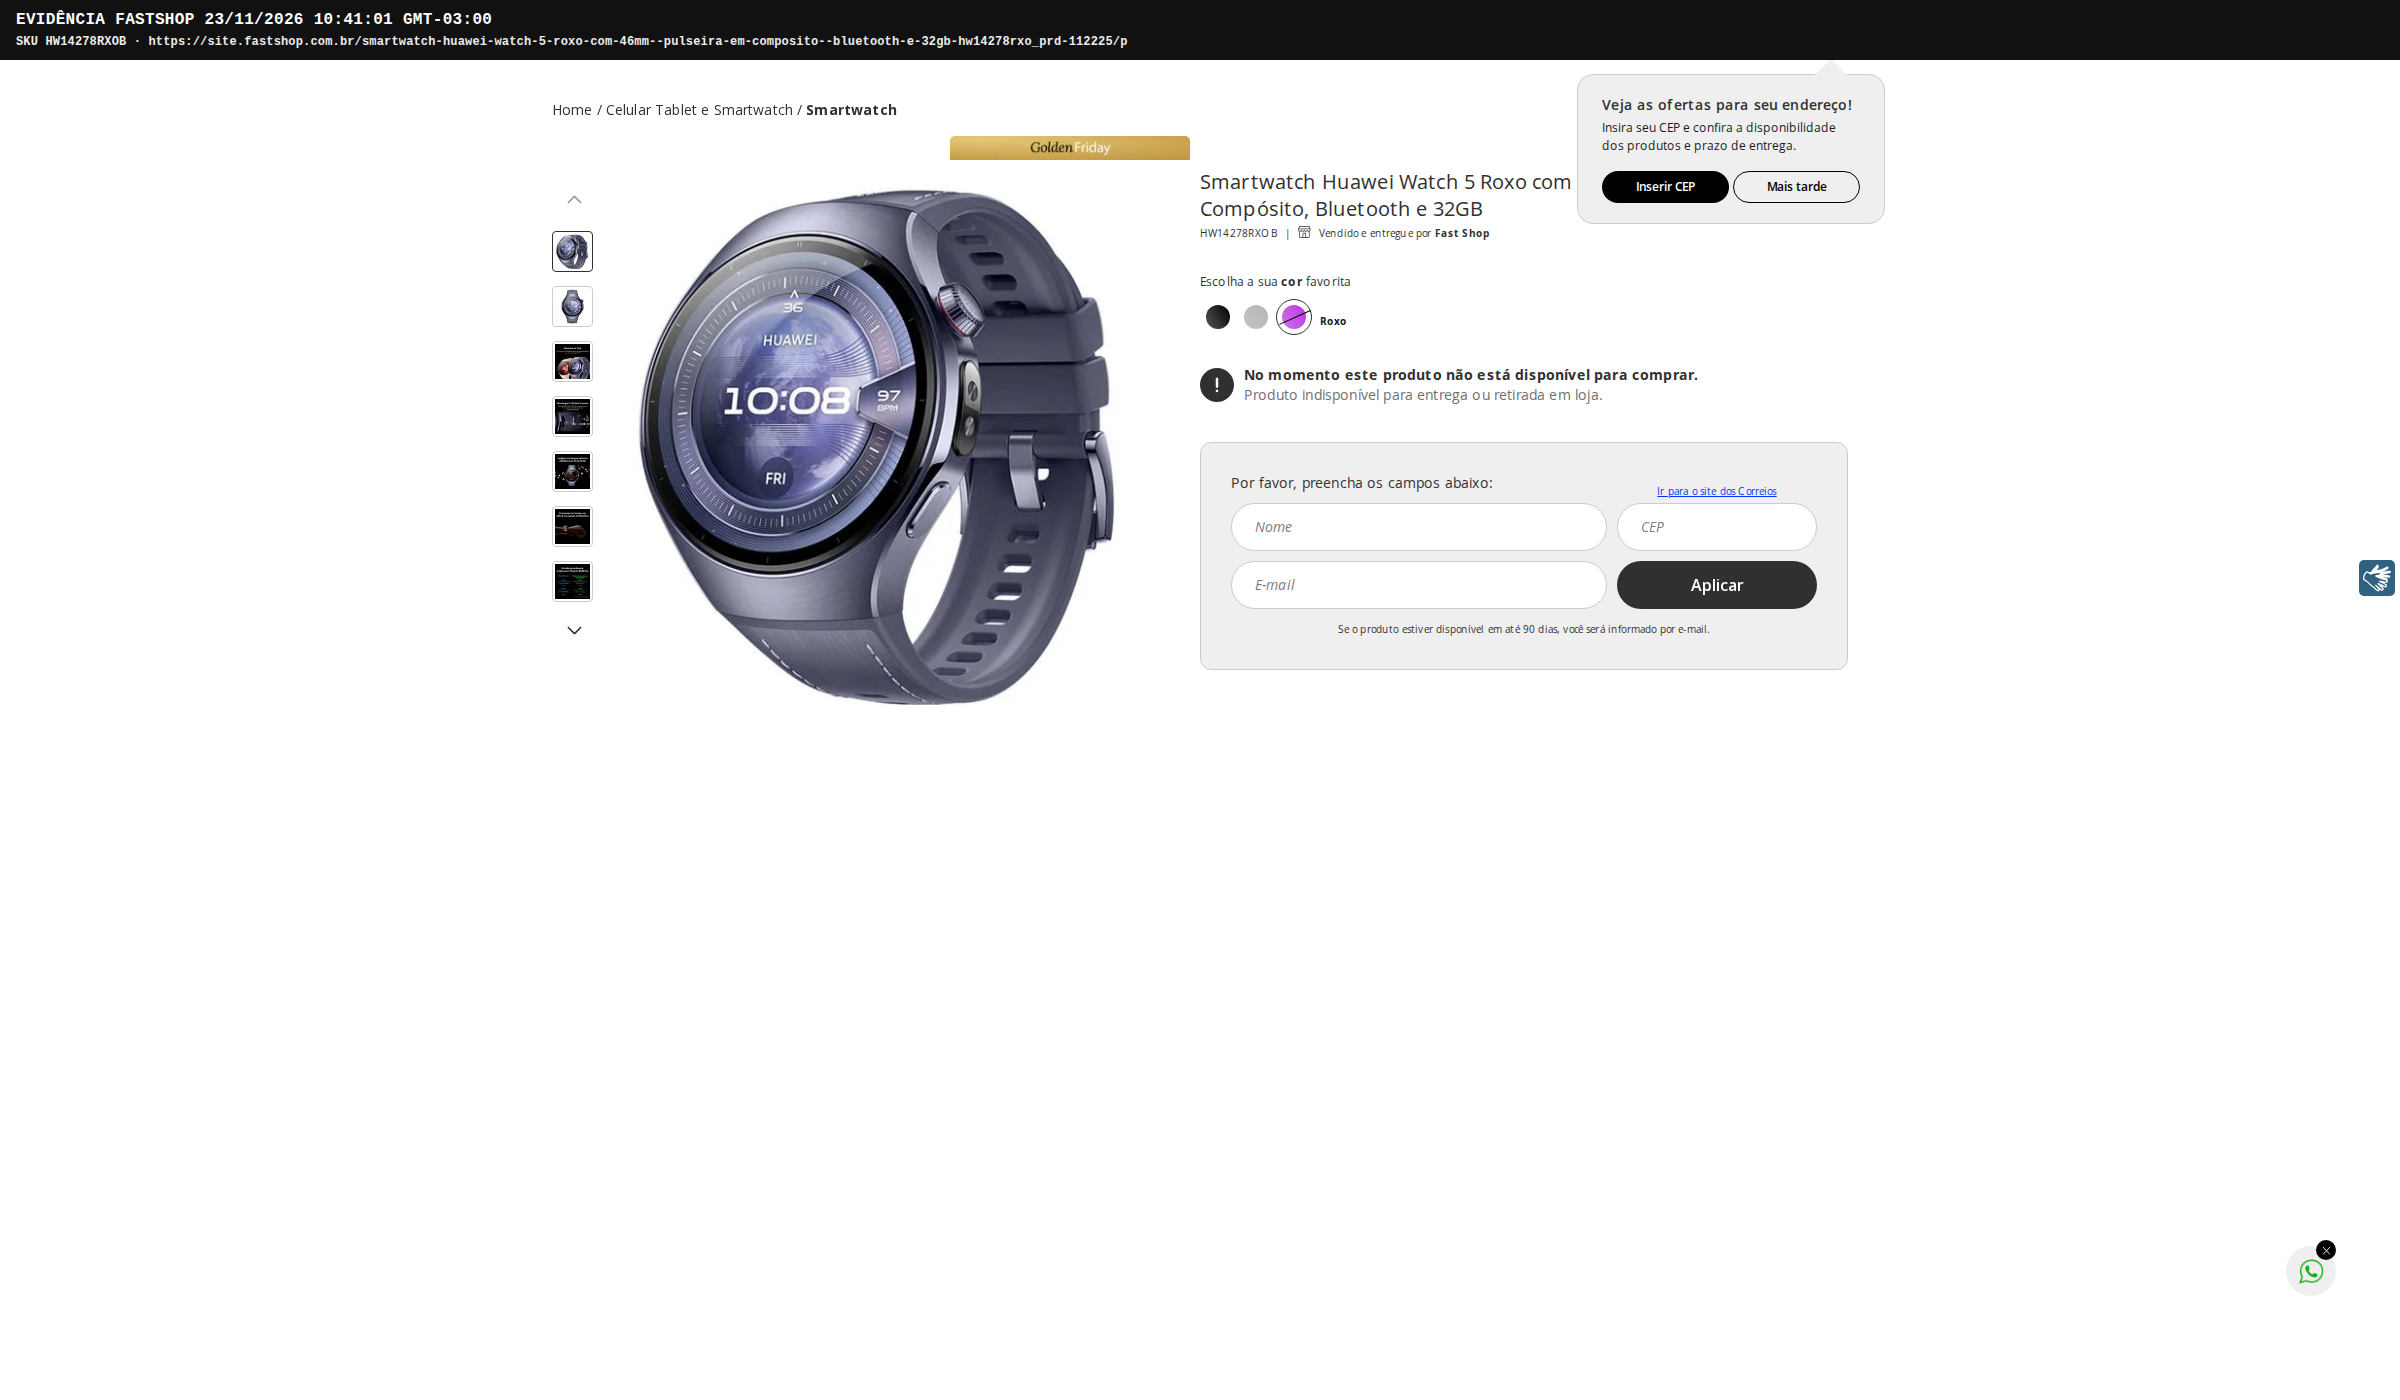 EVIDÊNCIA FASTSHOP 23/11/2026 10:41:01 GMT-03:00
SKU HW14278RXOB · https://site.fastshop.com.br/smartwatch-huawei-watch-5-roxo-com-46mm--pulseira-em-composito--bluetooth-e-32gb-hw14278rxo_prd-112225/p
Home / Celular Tablet e Smartwatch / Smartwatch
Veja as ofertas para seu endereço!
Insira seu CEP e confira a disponibilidade
dos produtos e prazo de entrega.
Inserir CEP
Mais tarde
Golden Friday
Smartwatch Huawei Watch 5 Roxo com
Compósito, Bluetooth e 32GB
HW14278RXOB | Vendido e entregue por Fast Shop
Escolha a sua cor favorita
Roxo
No momento este produto não está disponível para comprar.
Produto indisponível para entrega ou retirada em loja.
Por favor, preencha os campos abaixo:
Ir para o site dos Correios
Nome
CEP
E-mail
Aplicar
Se o produto estiver disponível em até 90 dias, você será informado por e-mail.
36
HUAWEI
10:08
97
BPM
FRI